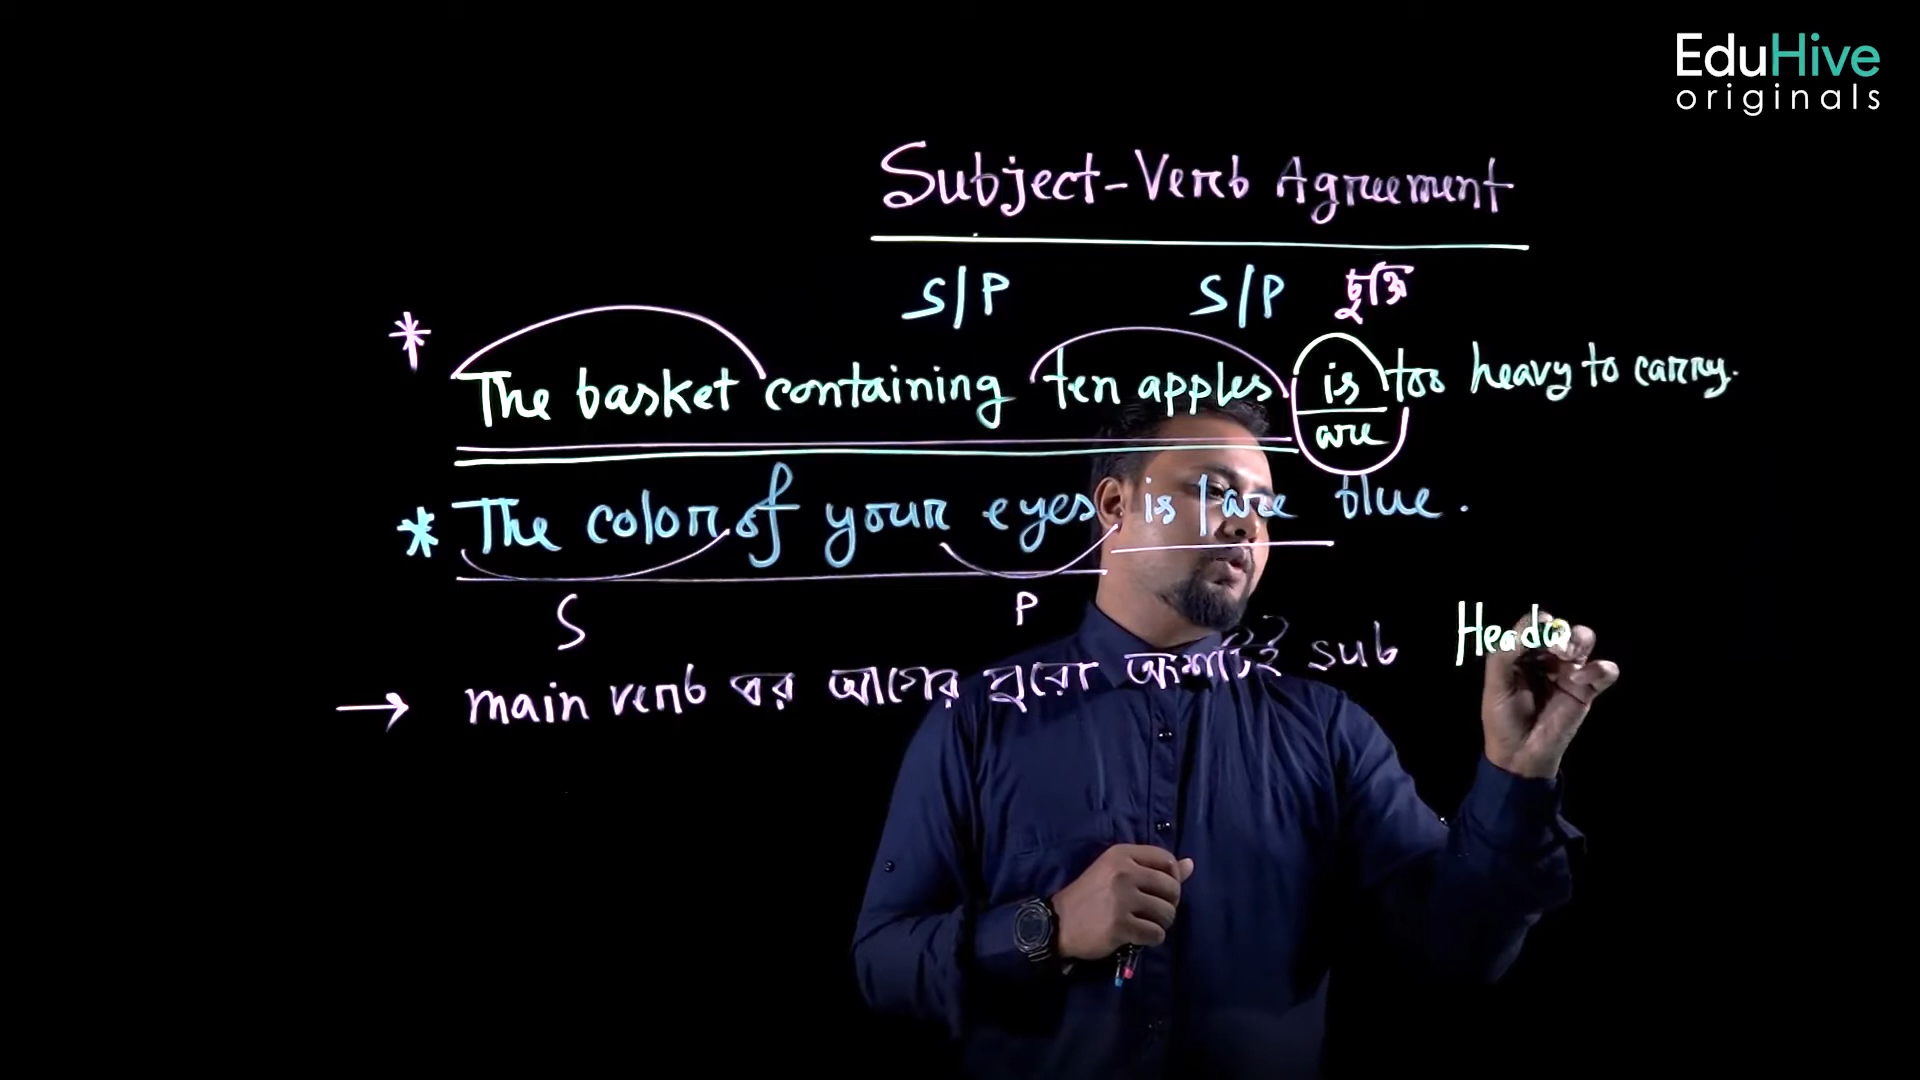 EduHive
originals
Subject-Verb Agreement
S/P S/P চুক্তি
* The basket containing ten apples is too heavy to carry.
are
* The color of your eyes is/are blue.
S P
→ main verb এর আগের পুরো অংশটাই sub Headw